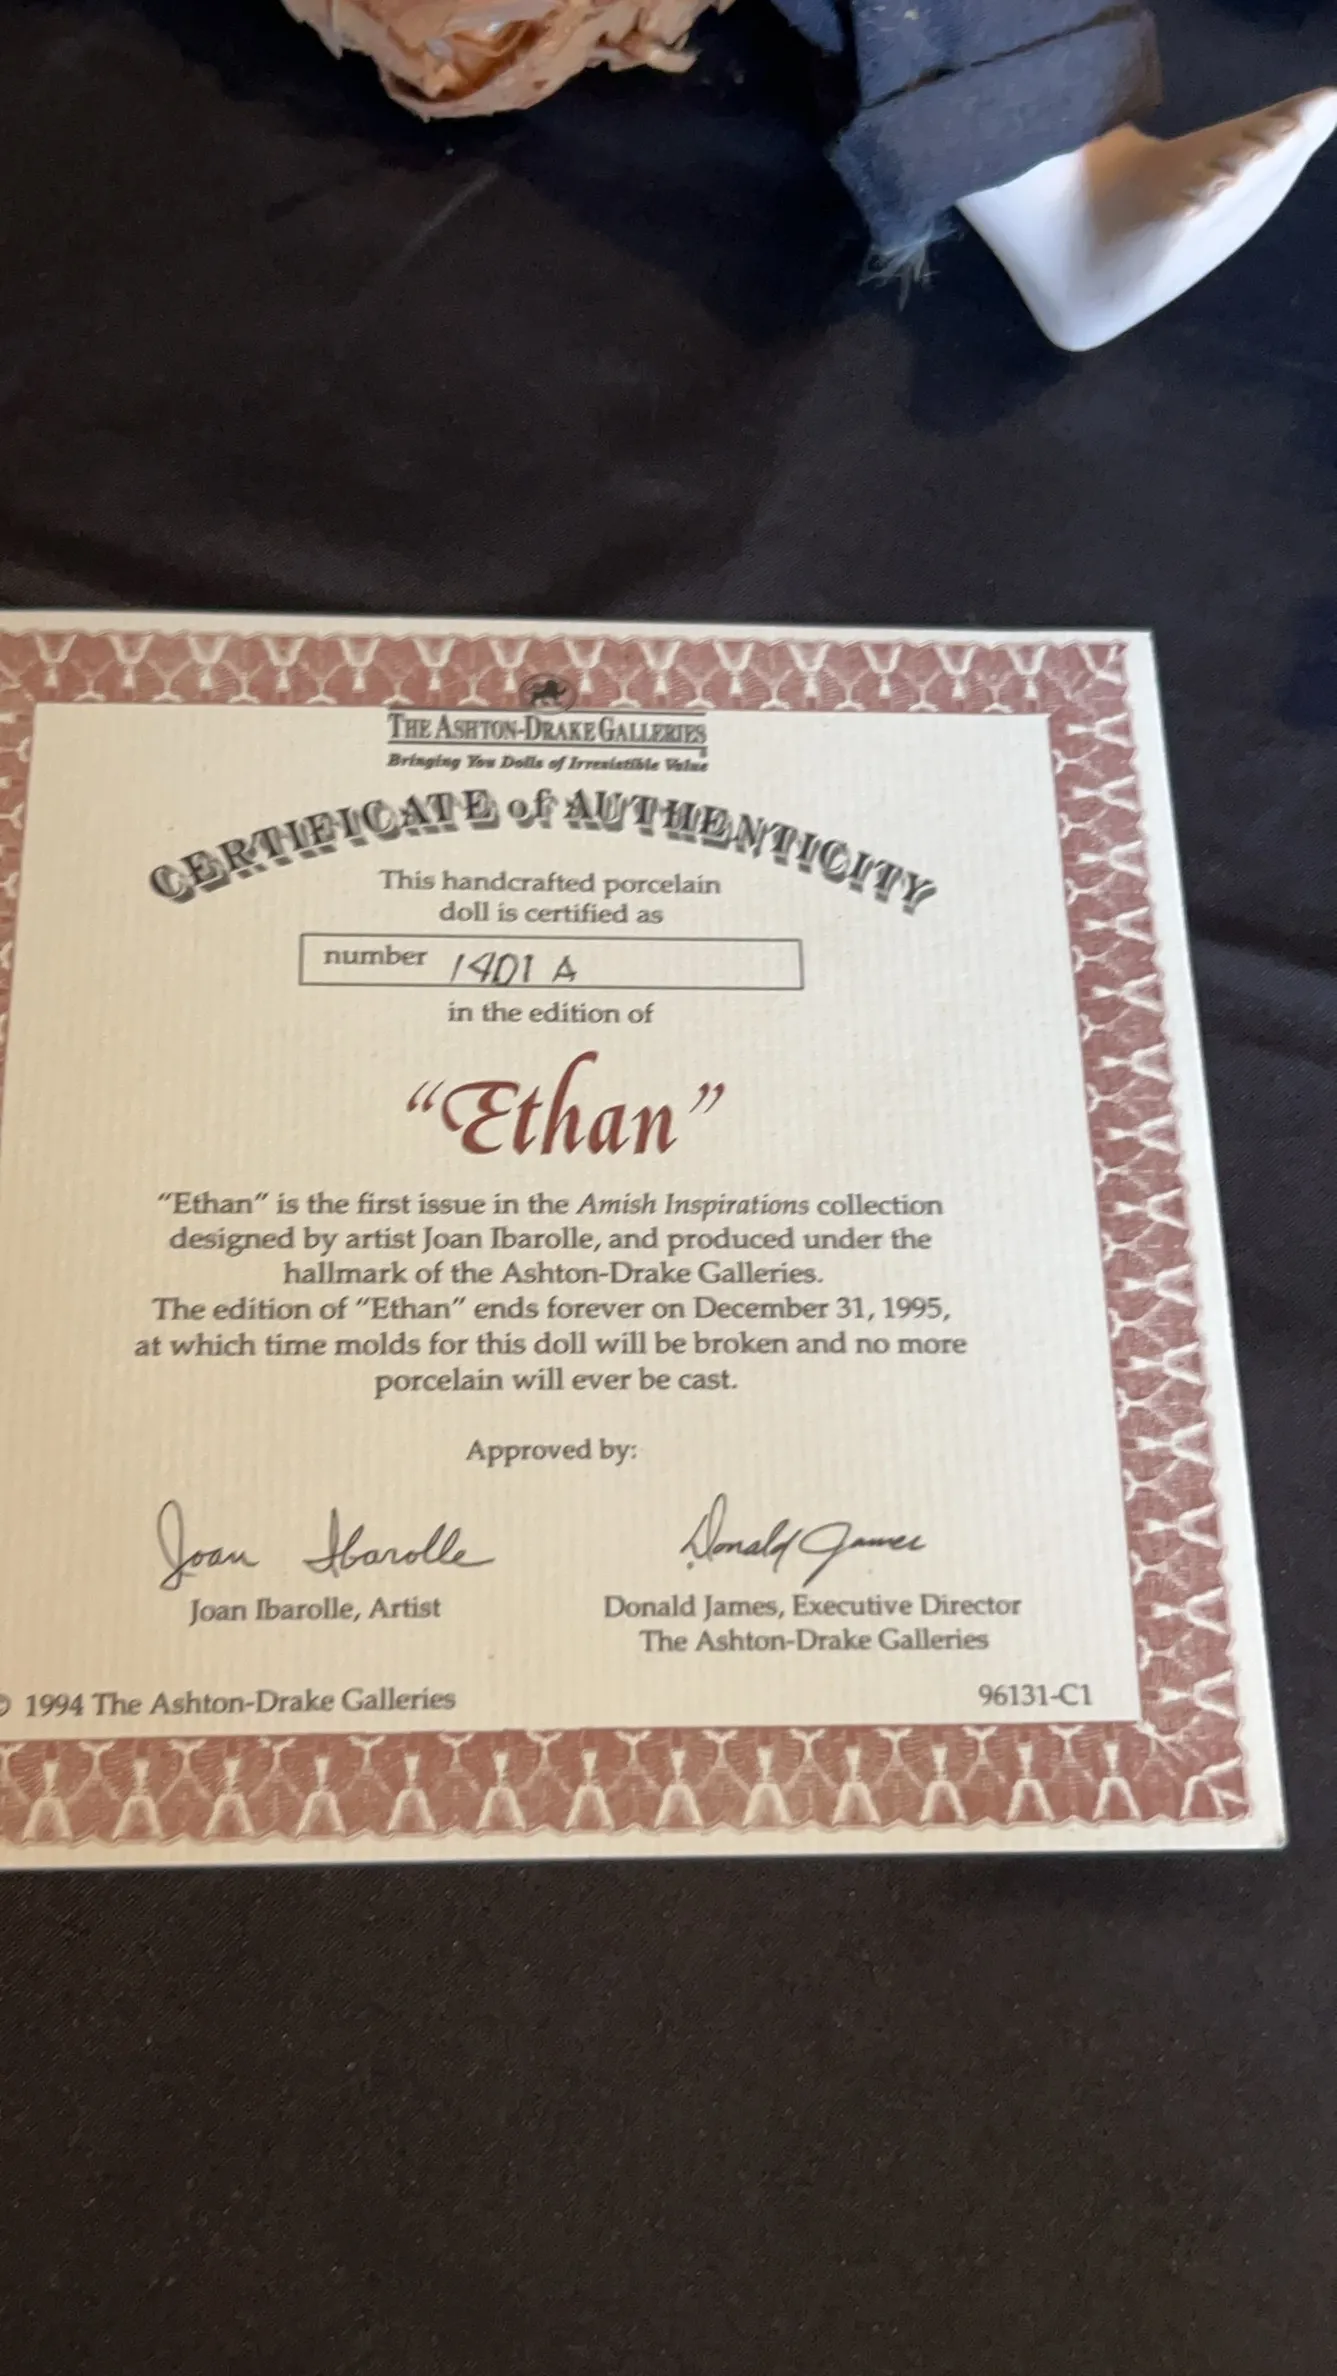 THE ASHTON-DRAKE GALLERIES
Bringing You Dolls of Irresistible Value
CERTIFICATE of AUTHENTICITY
This handcrafted porcelain
doll is certified as
number 1401 A
in the edition of
“Ethan”
“Ethan” is the first issue in the Amish Inspirations collection
designed by artist Joan Ibarolle, and produced under the
hallmark of the Ashton-Drake Galleries.
The edition of “Ethan” ends forever on December 31, 1995,
at which time molds for this doll will be broken and no more
porcelain will ever be cast.
Approved by:
Joan Ibarolle Donald James
Joan Ibarolle, Artist Donald James, Executive Director
The Ashton-Drake Galleries
© 1994 The Ashton-Drake Galleries 96131-C1